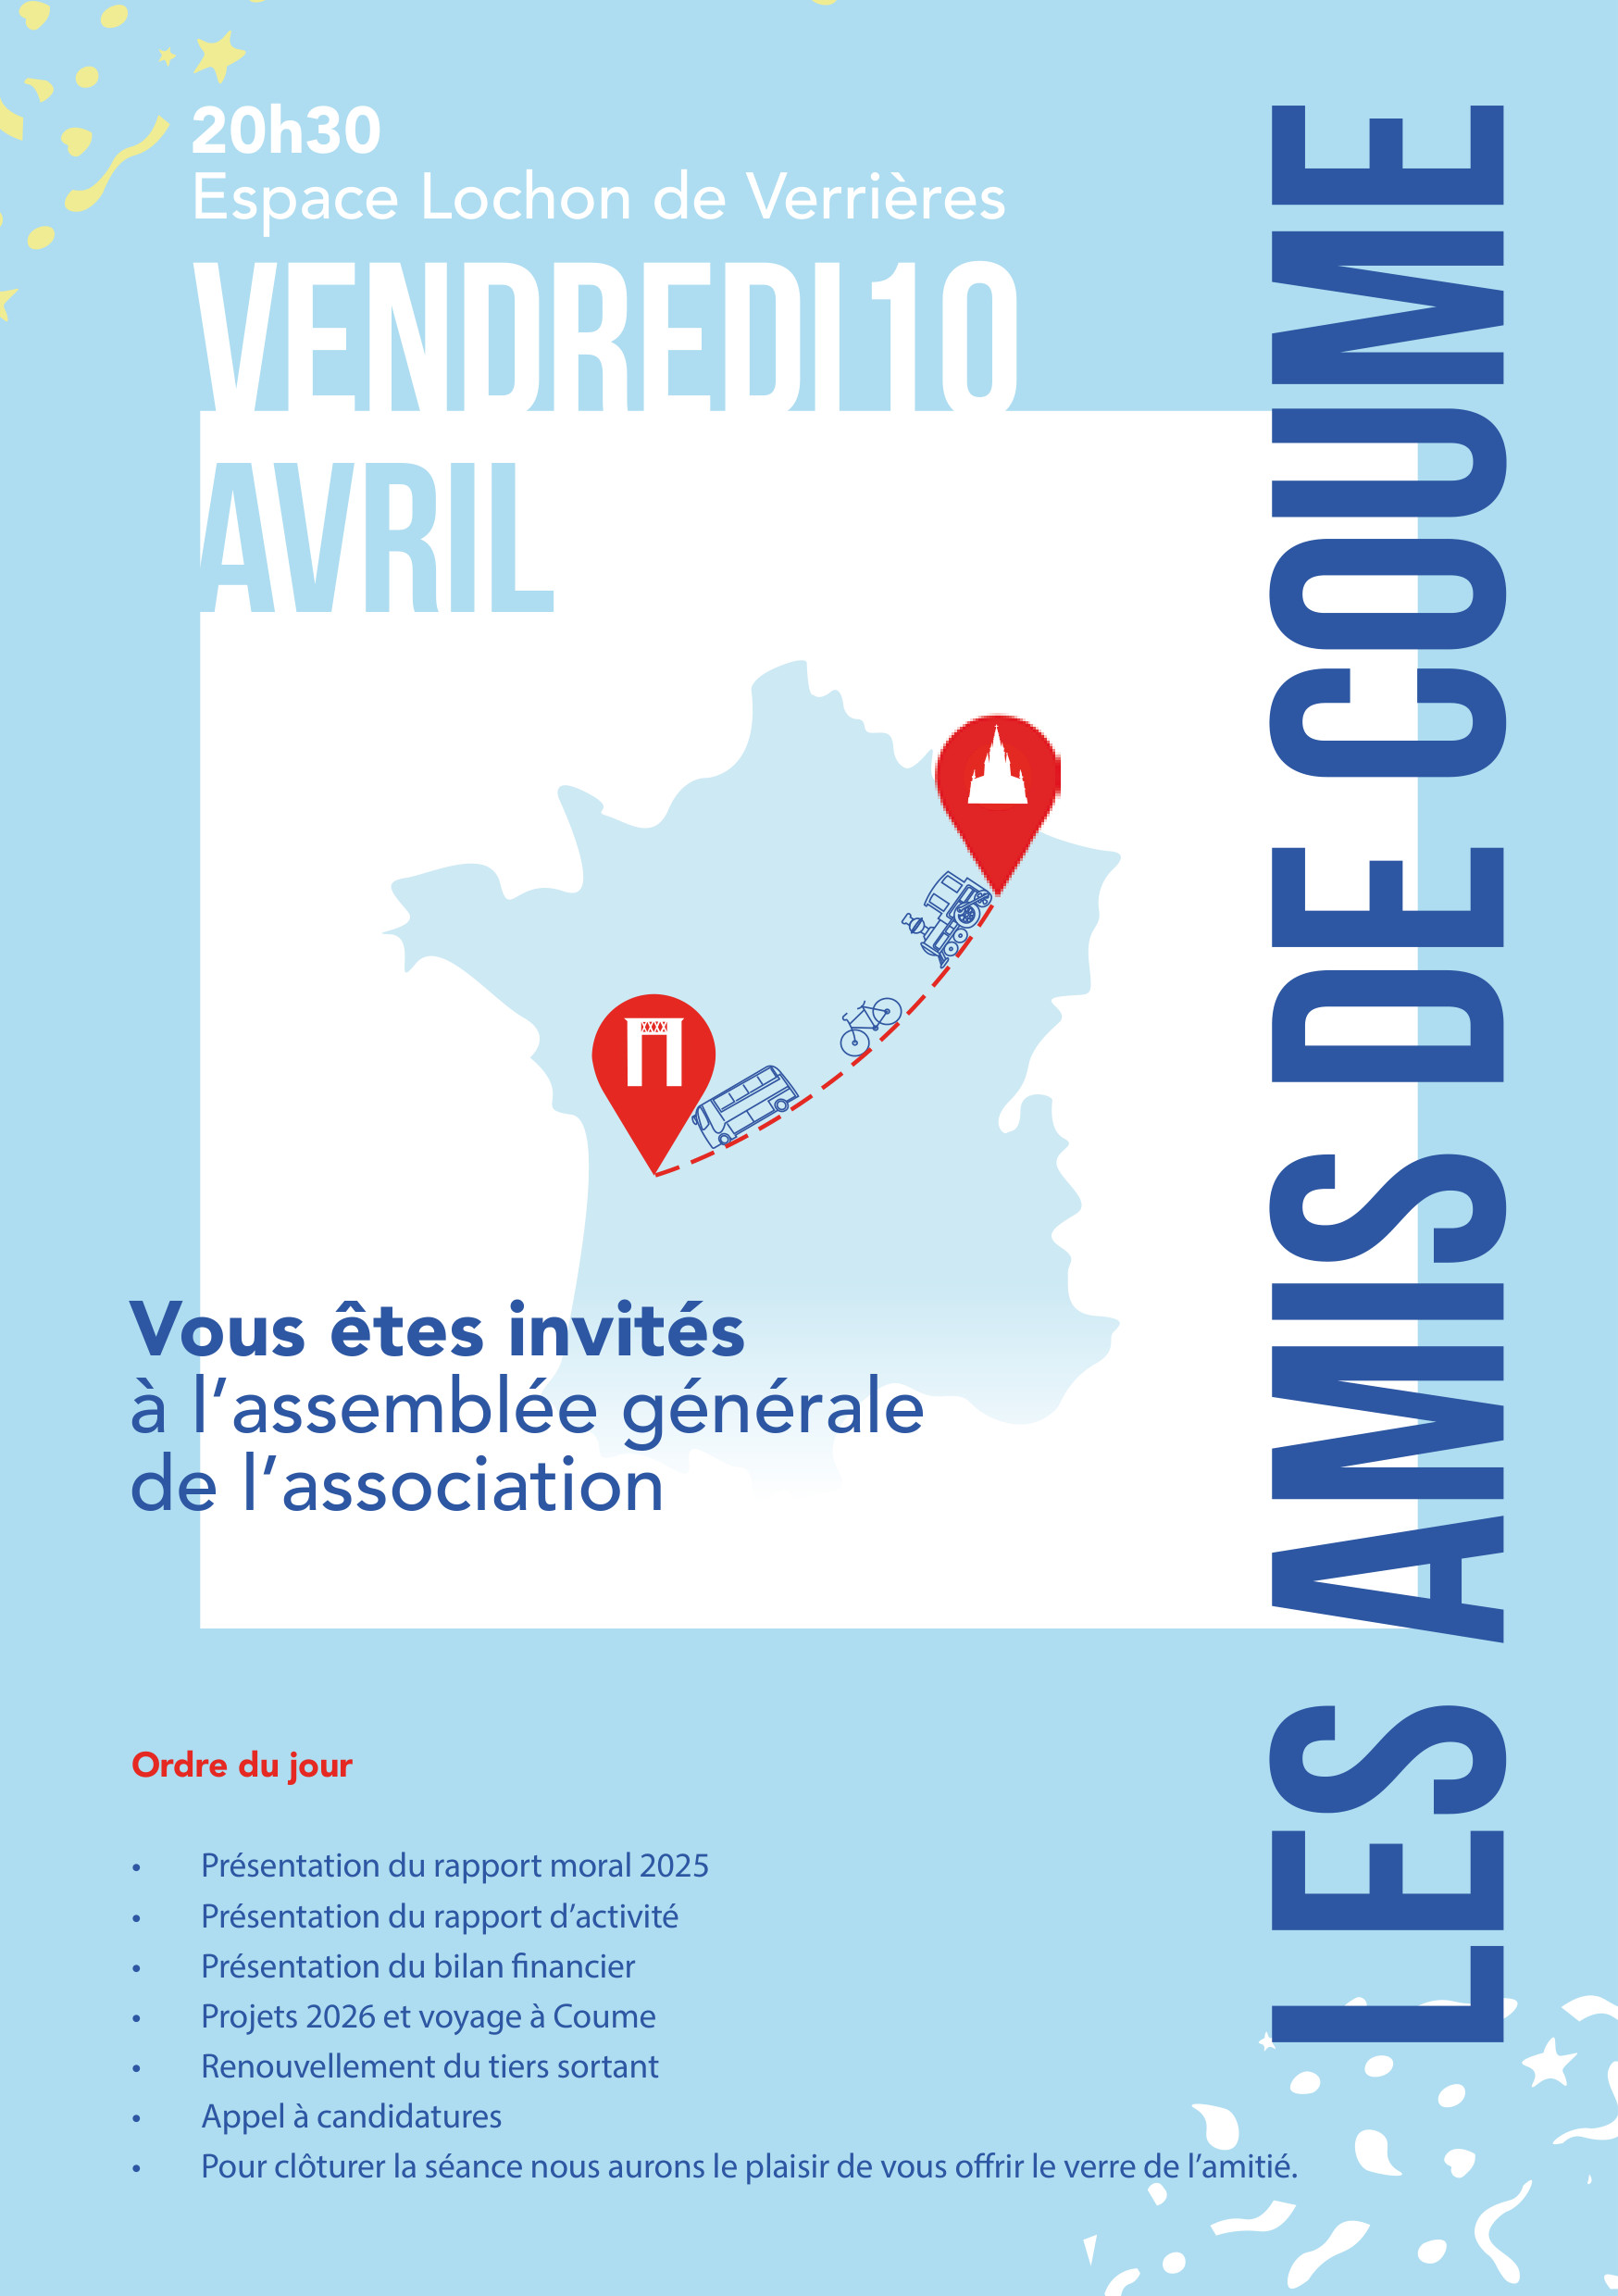 20h30
Espace Lochon de Verrières
VENDREDI 10
AVRIL
LES AMIS DE COUME
Vous êtes invités
à l’assemblée générale
de l’association
Ordre du jour
• Présentation du rapport moral 2025
• Présentation du rapport d’activité
• Présentation du bilan financier
• Projets 2026 et voyage à Coume
• Renouvellement du tiers sortant
• Appel à candidatures
• Pour clôturer la séance nous aurons le plaisir de vous offrir le verre de l’amitié.